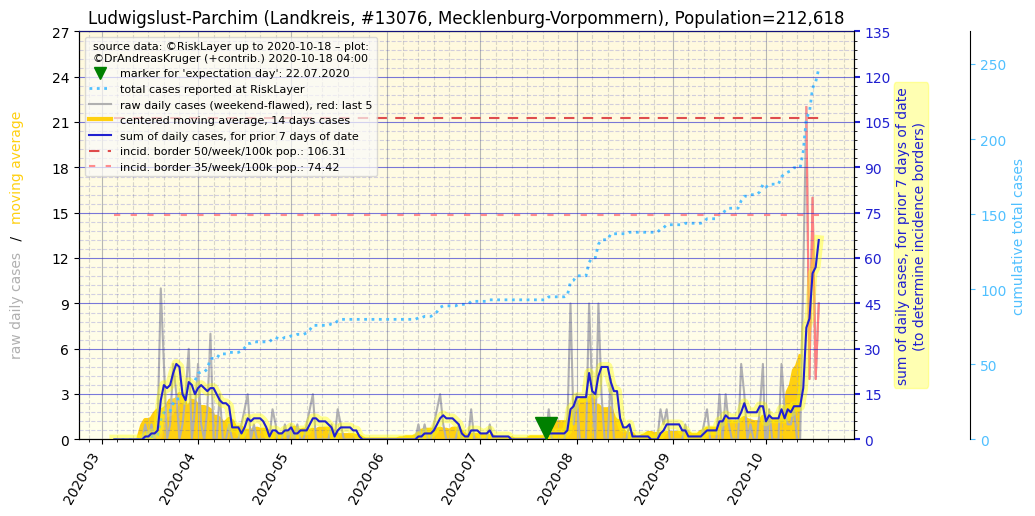 Ludwigslust-Parchim (Landkreis, #13076, Mecklenburg-Vorpommern), Population=212,618
source data: ©RiskLayer up to 2020-10-18 – plot:
©DrAndreasKruger (+contrib.) 2020-10-18 04:00
marker for 'expectation day': 22.07.2020
total cases reported at RiskLayer
raw daily cases (weekend-flawed), red: last 5
centered moving average, 14 days cases
sum of daily cases, for prior 7 days of date
incid. border 50/week/100k pop.: 106.31
incid. border 35/week/100k pop.: 74.42
raw daily cases / moving average
27
24
21
18
15
12
9
6
3
0
2020-03
2020-04
2020-05
2020-06
2020-07
2020-08
2020-09
2020-10
135
120
105
90
75
60
45
30
15
0
sum of daily cases, for prior 7 days of date
(to determine incidence borders)
250
200
150
100
50
0
cumulative total cases